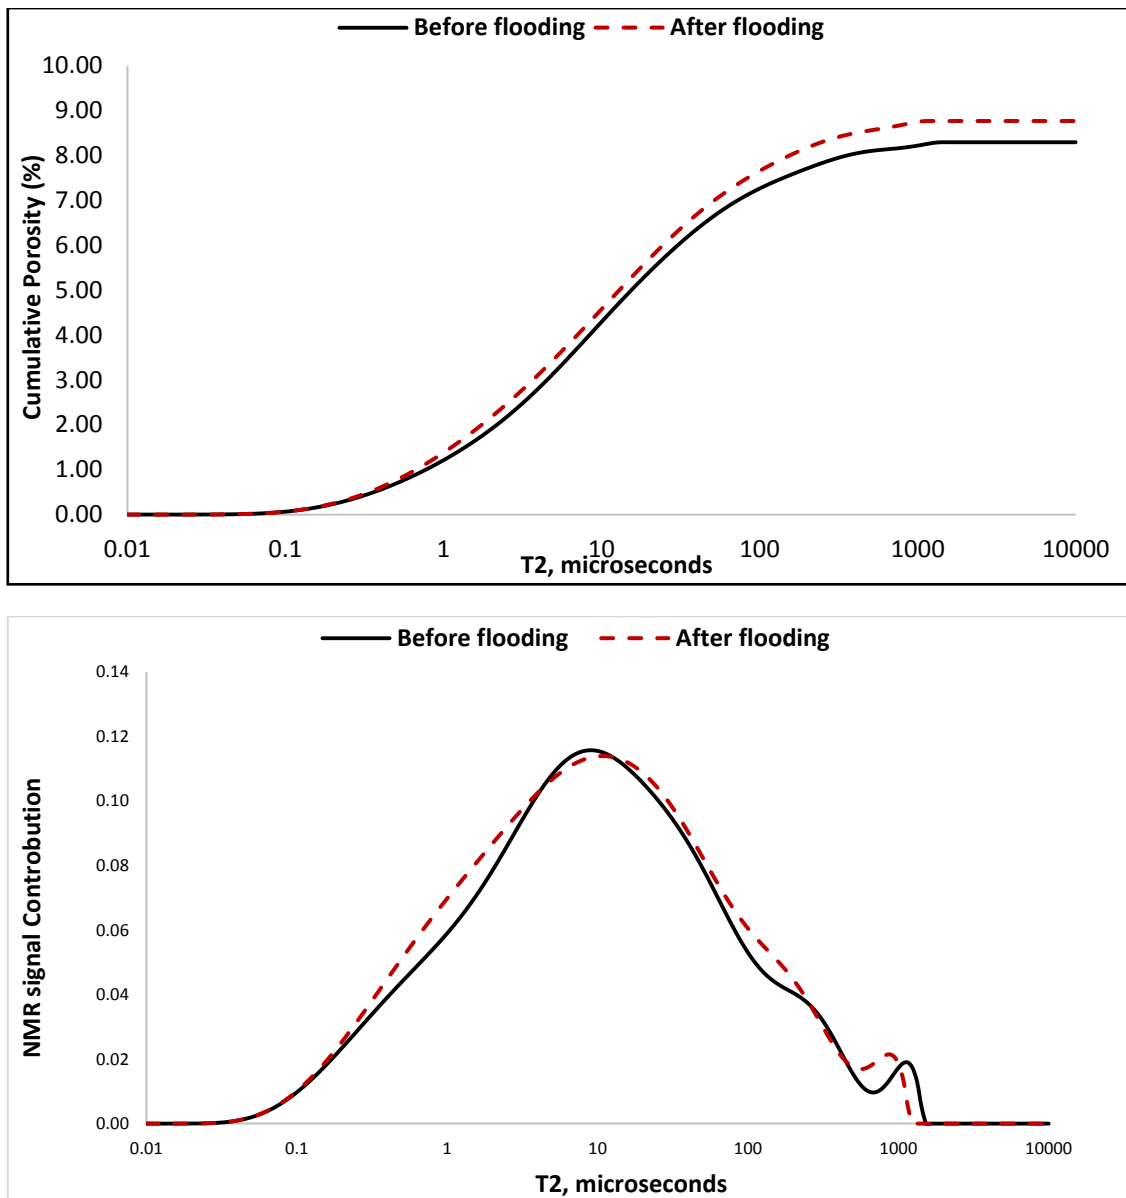 Before flooding After flooding
10.00
9.00
8.00
7.00
6.00
5.00
4.00
3.00
2.00
1.00
0.00
Cumulative Porosity (%)
0.01 0.1 1 10 100 1000 10000
T2, microseconds
Before flooding After flooding
0.14
0.12
0.10
0.08
0.06
0.04
0.02
0.00
NMR signal Controbution
0.01 0.1 1 10 100 1000 10000
T2, microseconds